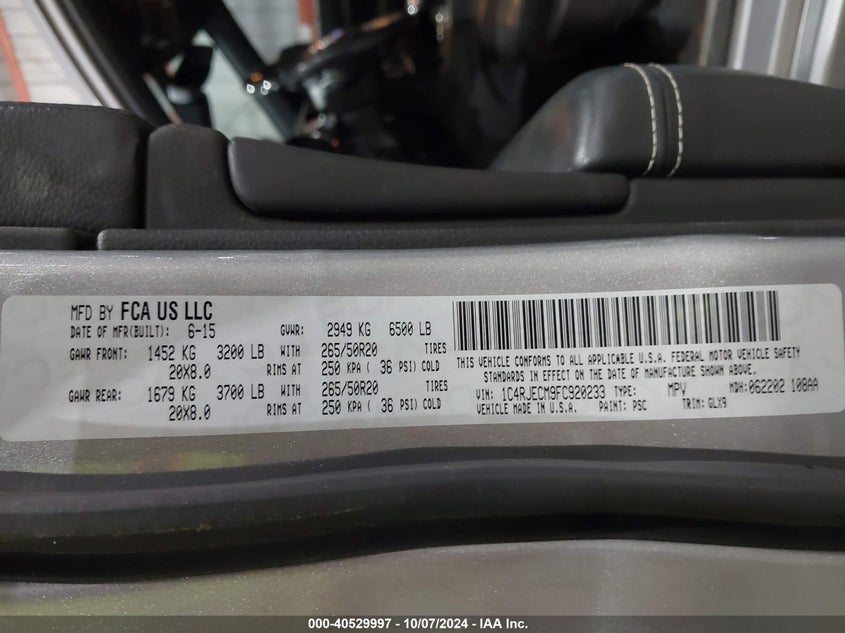 MFD BY FCA US LLC
DATE OF MFR(BUILT): 6-15 GVWR: 2949 KG 6500 LB
GAWR FRONT: 1452 KG 3200 LB WITH 265/50R20 TIRES
20X8.0 RIMS AT 250 KPA ( 36 PSI) COLD
GAWR REAR: 1679 KG 3700 LB WITH 265/50R20 TIRES
20X8.0 RIMS AT 250 KPA ( 36 PSI) COLD
THIS VEHICLE CONFORMS TO ALL APPLICABLE U.S.A. FEDERAL MOTOR VEHICLE SAFETY
STANDARDS IN EFFECT ON THE DATE OF MANUFACTURE SHOWN ABOVE.
VIN: 1C4RJECM9FC920233 TYPE: MPV MDH:062202 108AA
VEHICLE MADE IN U.S.A. PAINT: PSC TRIM: GLX9
000-40529997 - 10/07/2024 - IAA Inc.